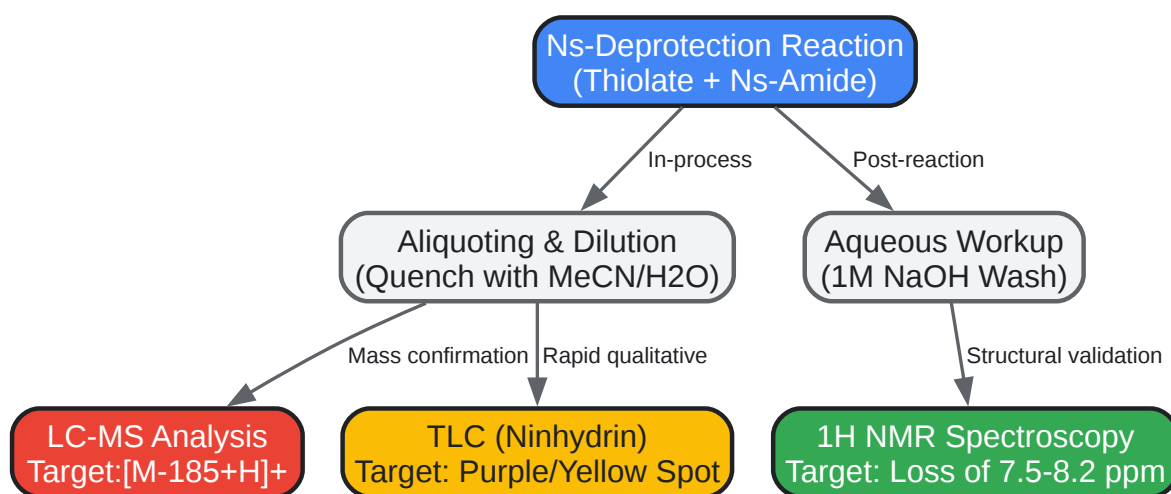 Ns-Deprotection Reaction
(Thiolate + Ns-Amide)
In-process
Post-reaction
Aliquoting & Dilution
(Quench with MeCN/H2O)
Aqueous Workup
(1M NaOH Wash)
Mass confirmation
Rapid qualitative
Structural validation
LC-MS Analysis
Target:[M-185+H]+
TLC (Ninhydrin)
Target: Purple/Yellow Spot
1H NMR Spectroscopy
Target: Loss of 7.5-8.2 ppm